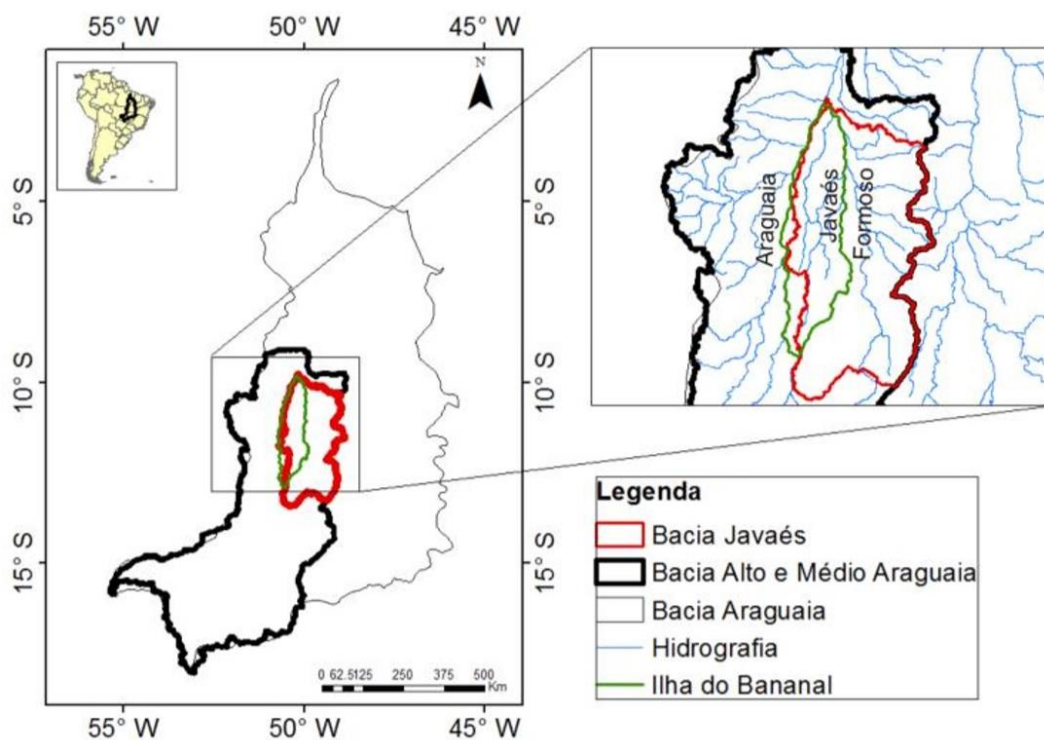 55° W 50° W 45° W
N
5° S
10° S
15° S
5° S
10° S
15° S
0 62.5125 250 375 500
Km
55° W 50° W 45° W
Araguaia
Javaés
Formoso
Legenda
Bacia Javaés
Bacia Alto e Médio Araguaia
Bacia Araguaia
Hidrografia
Ilha do Bananal